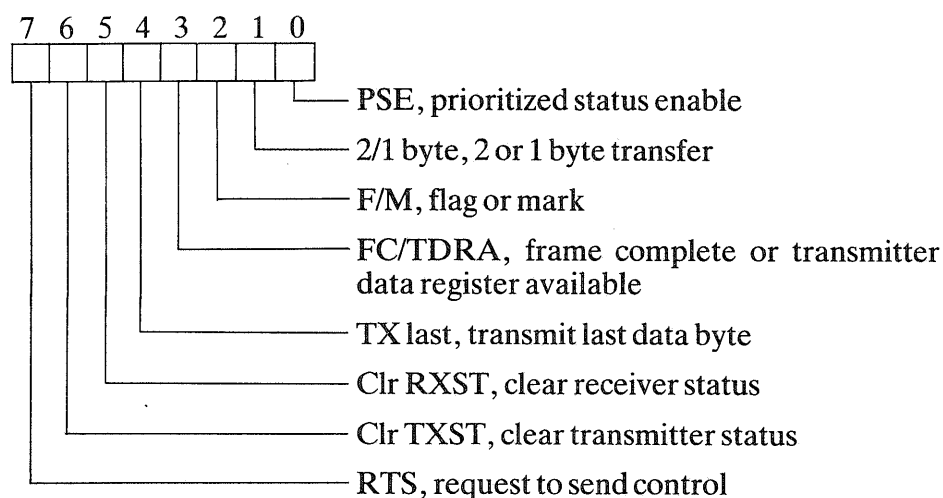 7 6 5 4 3 2 1 0
PSE, prioritized status enable
2/1 byte, 2 or 1 byte transfer
F/M, flag or mark
FC/TDRA, frame complete or transmitter
data register available
TX last, transmit last data byte
Clr RXST, clear receiver status
Clr TXST, clear transmitter status
RTS, request to send control